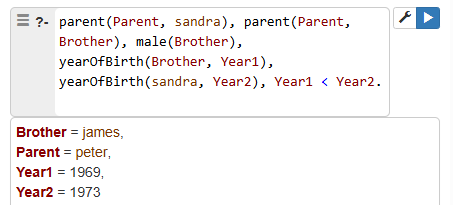 ?- parent(Parent, sandra), parent(Parent,
Brother), male(Brother),
yearOfBirth(Brother, Year1),
yearOfBirth(sandra, Year2), Year1 < Year2.
Brother = james,
Parent = peter,
Year1 = 1969,
Year2 = 1973